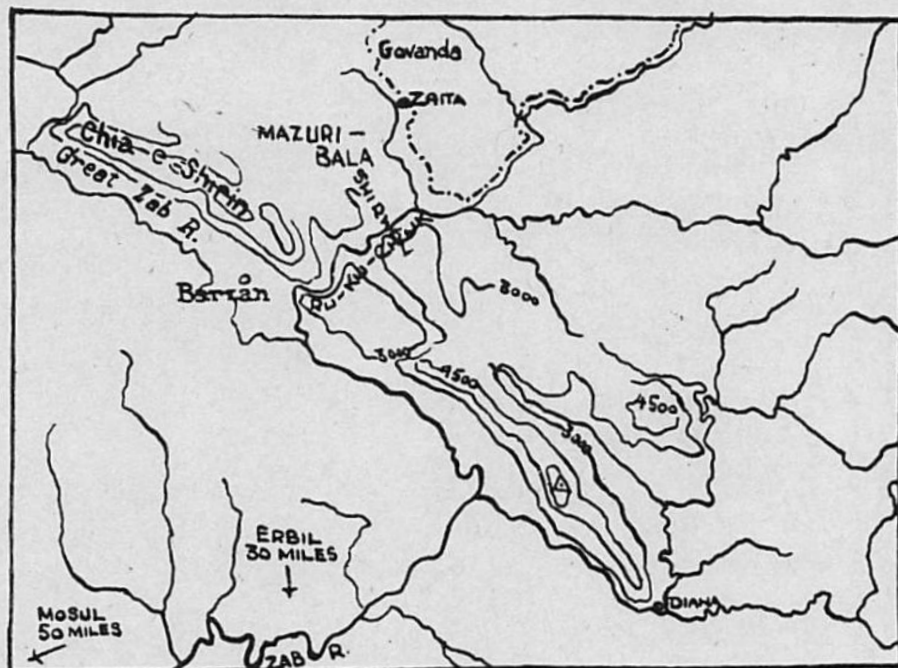 Govanda
ZAITA
MAZURI-
BALA
Chia e Shirin
Great Zab R.
Barzan
3000
3000
4500
4500
3000
ERBIL
30 MILES
MOSUL
50 MILES
ZAB R.
DIANA